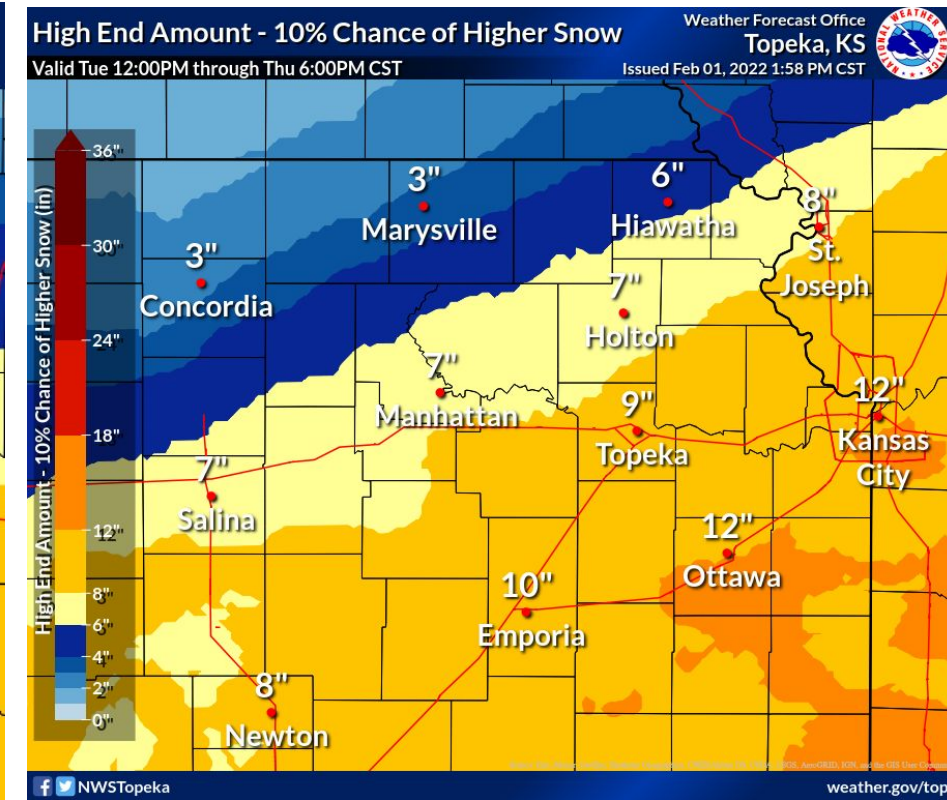 High End Amount - 10% Chance of Higher Snow
Weather Forecast Office
Topeka, KS
Valid Tue 12:00PM through Thu 6:00PM CST
Issued Feb 01, 2022 1:58 PM CST
NATIONAL WEATHER SERVICE
High End Amount - 10% Chance of Higher Snow (in)
36"
30"
24"
18"
12"
8"
6"
4"
2"
0"
3"
Marysville
6"
Hiawatha
8"
St.
Joseph
3"
Concordia
7"
Holton
7"
Manhattan
9"
Topeka
12"
Kansas
City
7"
Salina
12"
Ottawa
10"
Emporia
8"
Newton
NWSTopeka
weather.gov/top